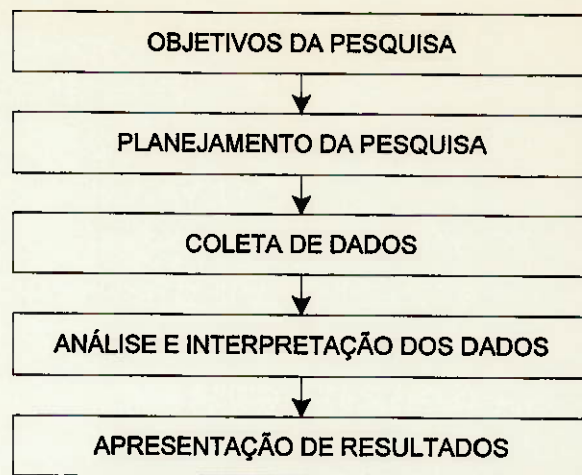 OBJETIVOS DA PESQUISA
PLANEJAMENTO DA PESQUISA
COLETA DE DADOS
ANÁLISE E INTERPRETAÇÃO DOS DADOS
APRESENTAÇÃO DE RESULTADOS